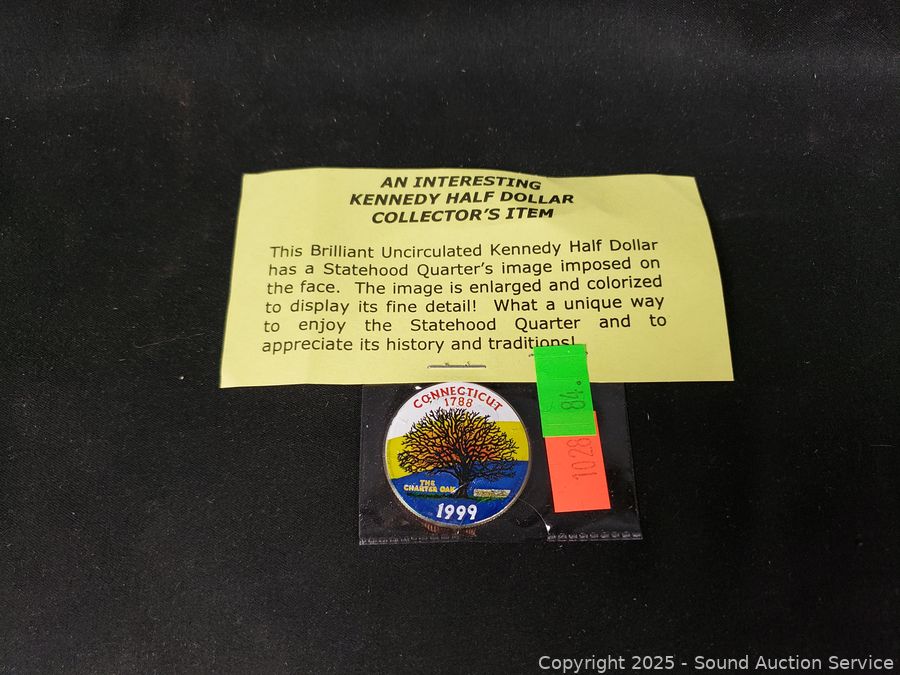 AN INTERESTING
KENNEDY HALF DOLLAR
COLLECTOR'S ITEM
This Brilliant Uncirculated Kennedy Half Dollar
has a Statehood Quarter's image imposed on
the face. The image is enlarged and colorized
to display its fine detail! What a unique way
to enjoy the Statehood Quarter and to
appreciate its history and traditions!
CONNECTICUT
1788
THE
CHARTER OAK
1999
84.
1028
Copyright 2025 - Sound Auction Service